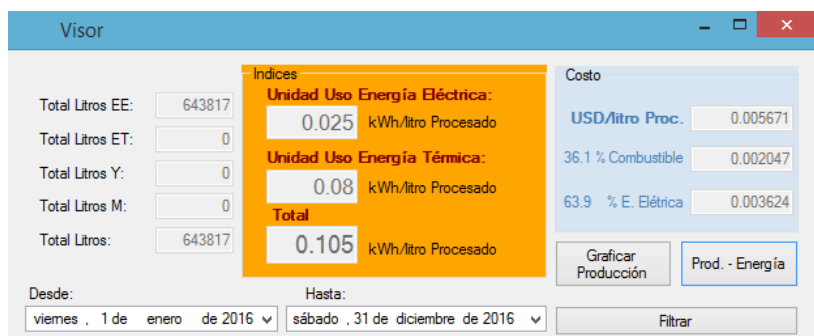 Visor
Total Litros EE: 643817
Total Litros ET: 0
Total Litros Y: 0
Total Litros M: 0
Total Litros: 643817
Indices
Unidad Uso Energía Eléctrica:
0.025 kWh/litro Procesado
Unidad Uso Energía Térmica:
0.08 kWh/litro Procesado
Total
0.105 kWh/litro Procesado
Costo
USD/litro Proc. 0.005671
36.1 % Combustible 0.002047
63.9 % E. Elétrica 0.003624
Graficar
Producción
Prod. - Energía
Desde:
viernes , 1 de enero de 2016
Hasta:
sábado , 31 de diciembre de 2016
Filtrar